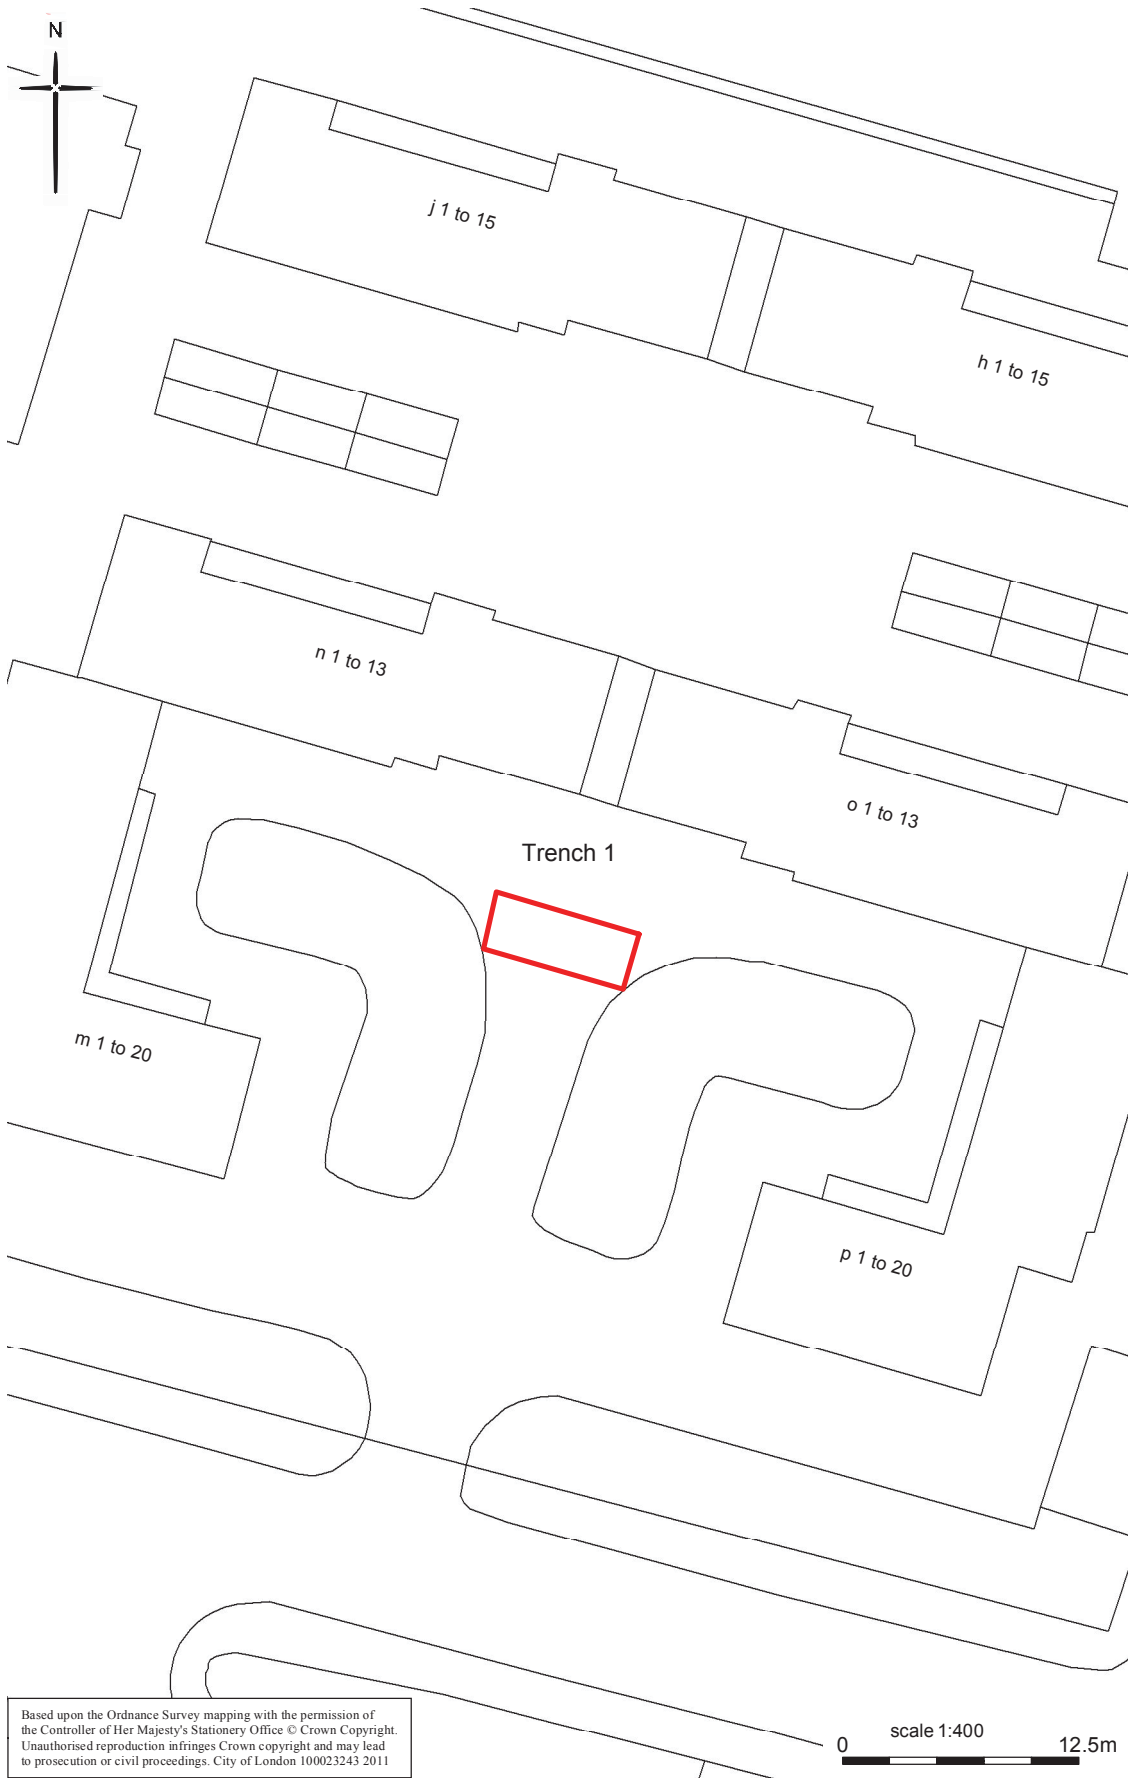 N
j 1 to 15
h 1 to 15
n 1 to 13
o 1 to 13
Trench 1
m 1 to 20
p 1 to 20
Based upon the Ordnance Survey mapping with the permission of
the Controller of Her Majesty's Stationery Office © Crown Copyright.
Unauthorised reproduction infringes Crown copyright and may lead
to prosecution or civil proceedings. City of London 100023243 2011
scale 1:400
0 12.5m